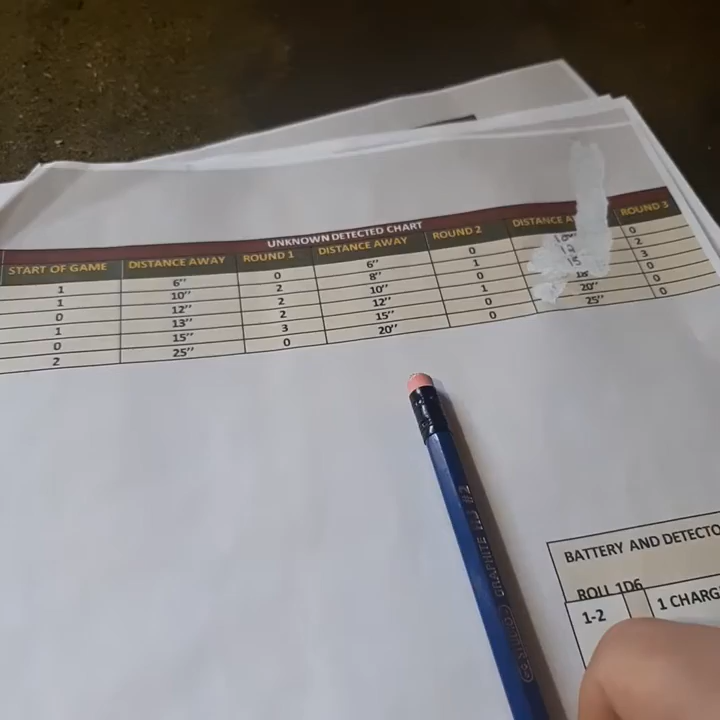 UNKNOWN DETECTED CHART
START OF GAME DISTANCE AWAY ROUND 1 DISTANCE AWAY ROUND 2 DISTANCE ROUND 3
1 6'' 0 6'' 0 0
1 10'' 2 8'' 1 2
0 12'' 2 10'' 0 3
1 13'' 2 12'' 1 0
0 15'' 3 15'' 0 20'' 0
2 25'' 0 20'' 0 25'' 0
GRAPHITE #2
BATTERY AND
ROLL 1D6
1-2 1